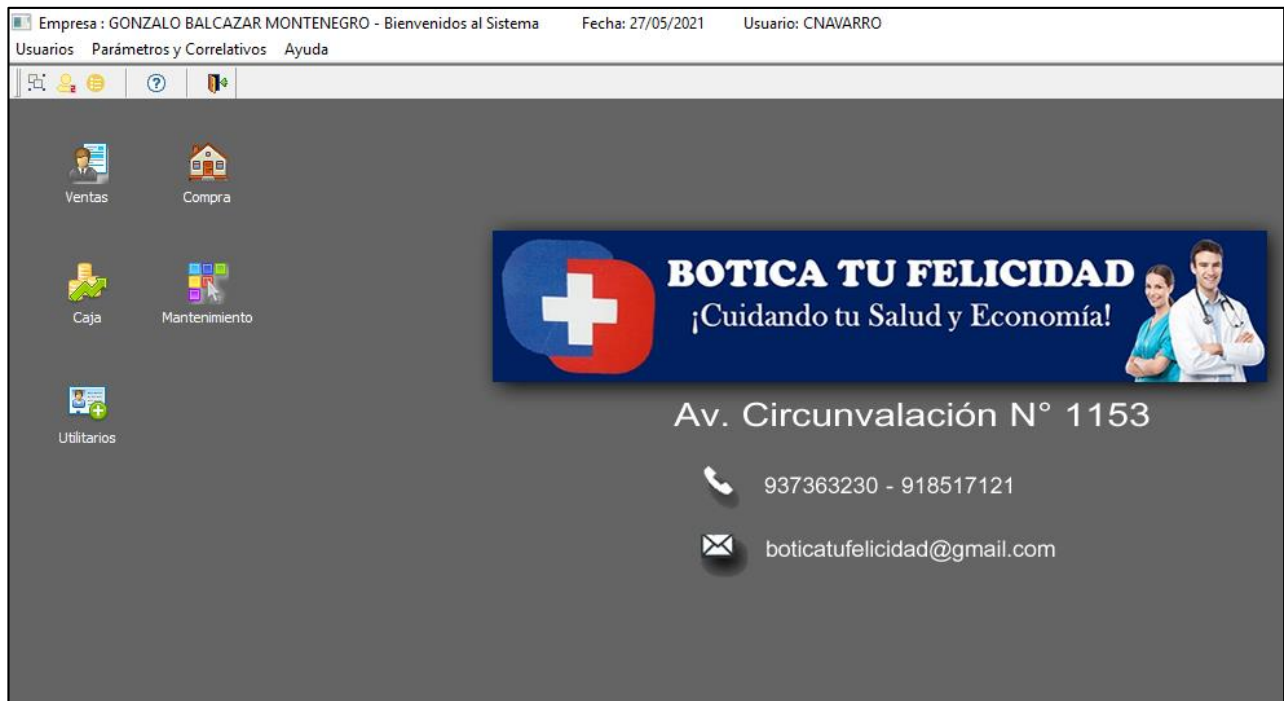 Empresa : GONZALO BALCAZAR MONTENEGRO - Bienvenidos al Sistema Fecha: 27/05/2021 Usuario: CNAVARRO
Usuarios Parámetros y Correlativos Ayuda
Ventas Compra
Caja Mantenimiento
Utilitarios
BOTICA TU FELICIDAD
¡Cuidando tu Salud y Economía!
Av. Circunvalación N° 1153
937363230 - 918517121
boticatufelicidad@gmail.com